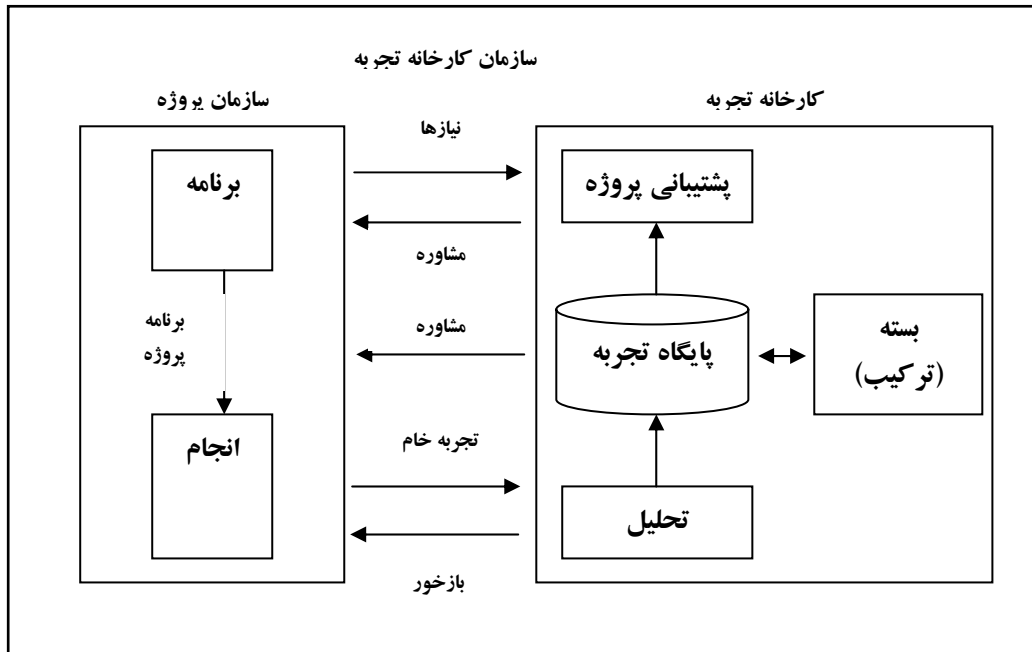 سازمان کارخانه تجربه
سازمان پروژه
کارخانه تجربه
نیازها
برنامه
پشتیبانی پروژه
مشاوره
برنامه
پروژه
مشاوره
پایگاه تجربه
بسته
(ترکیب)
انجام
تجربه خام
تحلیل
بازخور